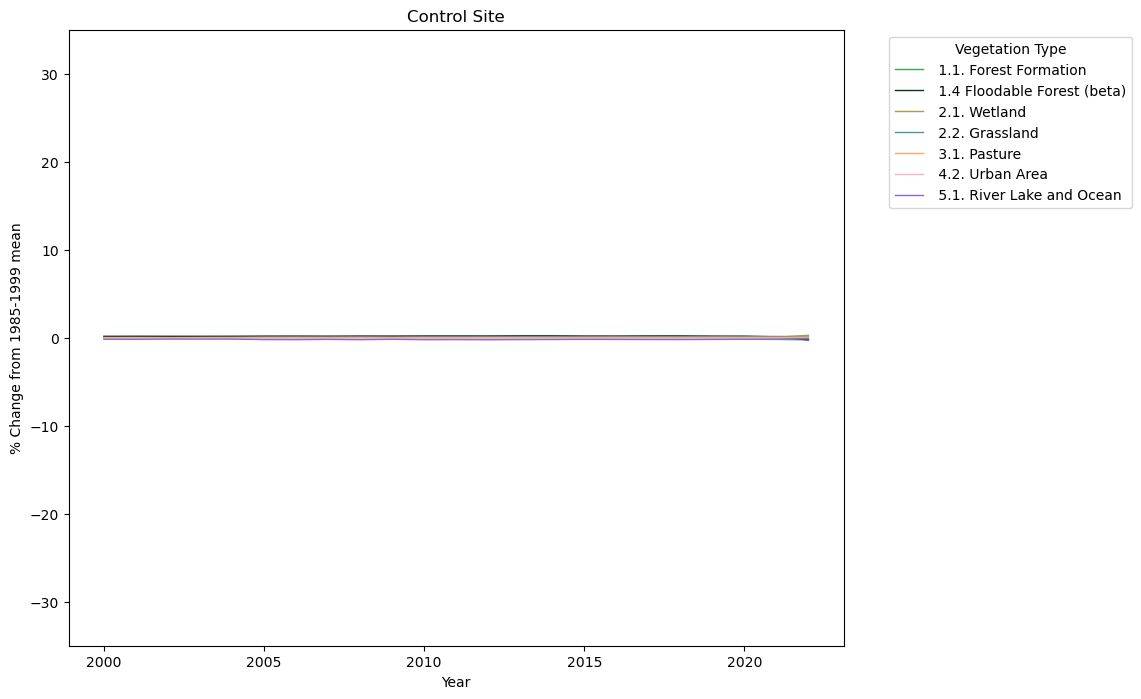 Control Site
% Change from 1985-1999 mean
30
20
10
0
−10
−20
−30
2000
2005
2010
2015
2020
Year
Vegetation Type
1.1. Forest Formation
1.4 Floodable Forest (beta)
2.1. Wetland
2.2. Grassland
3.1. Pasture
4.2. Urban Area
5.1. River Lake and Ocean